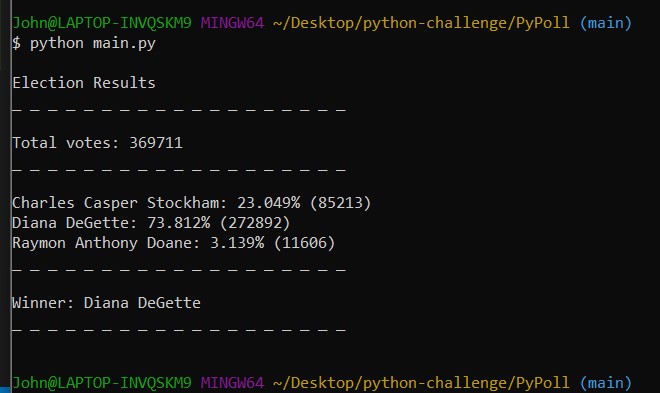 John@LAPTOP-INVQSKM9 MINGW64 ~/Desktop/python-challenge/PyPoll (main)
$ python main.py
Election Results
_ _ _ _ _ _ _ _ _ _ _ _ _ _ _ _ _ _ _
Total votes: 369711
_ _ _ _ _ _ _ _ _ _ _ _ _ _ _ _ _ _ _
Charles Casper Stockham: 23.049% (85213)
Diana DeGette: 73.812% (272892)
Raymon Anthony Doane: 3.139% (11606)
_ _ _ _ _ _ _ _ _ _ _ _ _ _ _ _ _ _ _
Winner: Diana DeGette
_ _ _ _ _ _ _ _ _ _ _ _ _ _ _ _ _ _ _
John@LAPTOP-INVQSKM9 MINGW64 ~/Desktop/python-challenge/PyPoll (main)